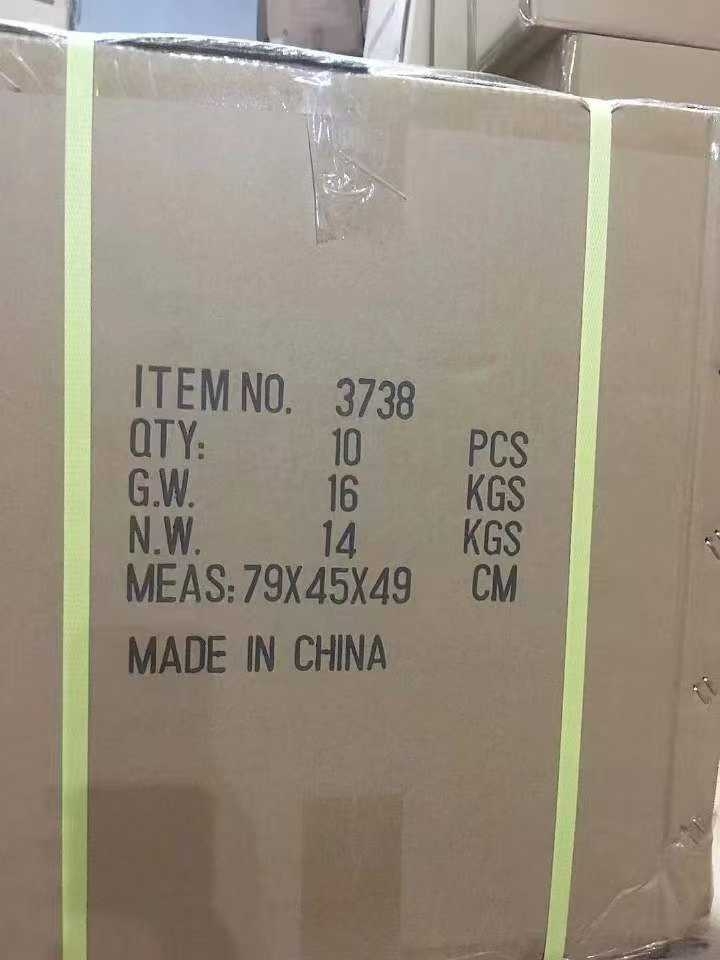 ITEM NO. 3738
QTY: 10 PCS
G.W. 16 KGS
N.W. 14 KGS
MEAS: 79X45X49 CM
MADE IN CHINA